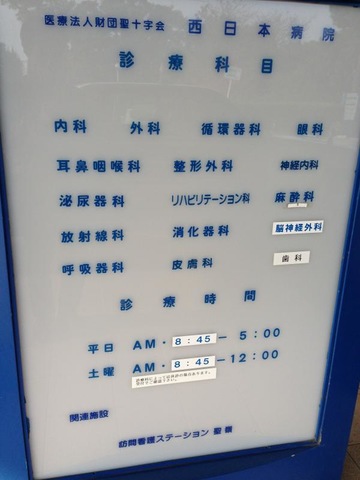 医療法人財団聖十字会 西日本病院
診療科目
内科 外科 循環器科 眼科
耳鼻咽喉科 整形外科 神経内科
泌尿器科 リハビリテーション科 麻酔科
放射線科 消化器科 脳神経外科
呼吸器科 皮膚科 歯科
診療時間
平日 AM・8:45－5:00
土曜 AM・8:45－12:00
関連施設
訪問看護ステーション 聖嶺